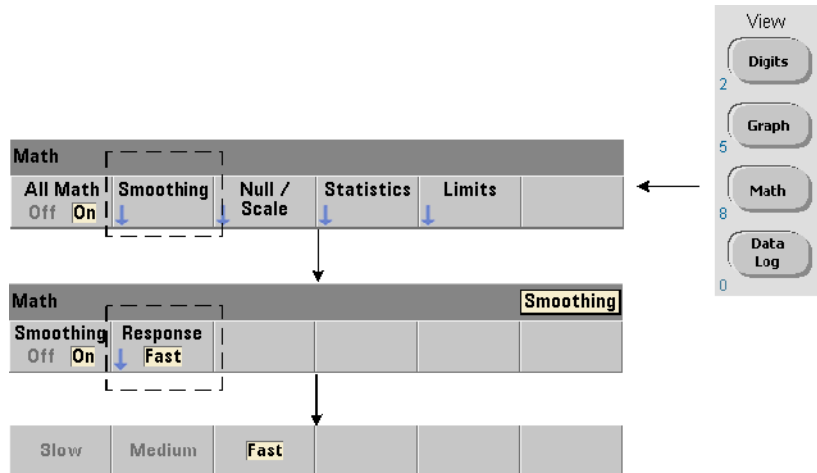 View
Digits
2
Graph
5
Math
8
Data
Log
0
Math
All Math
Off On
Smoothing
Null /
Scale
Statistics
Limits
Math
Smoothing
Smoothing
Off On
Response
Fast
Slow
Medium
Fast